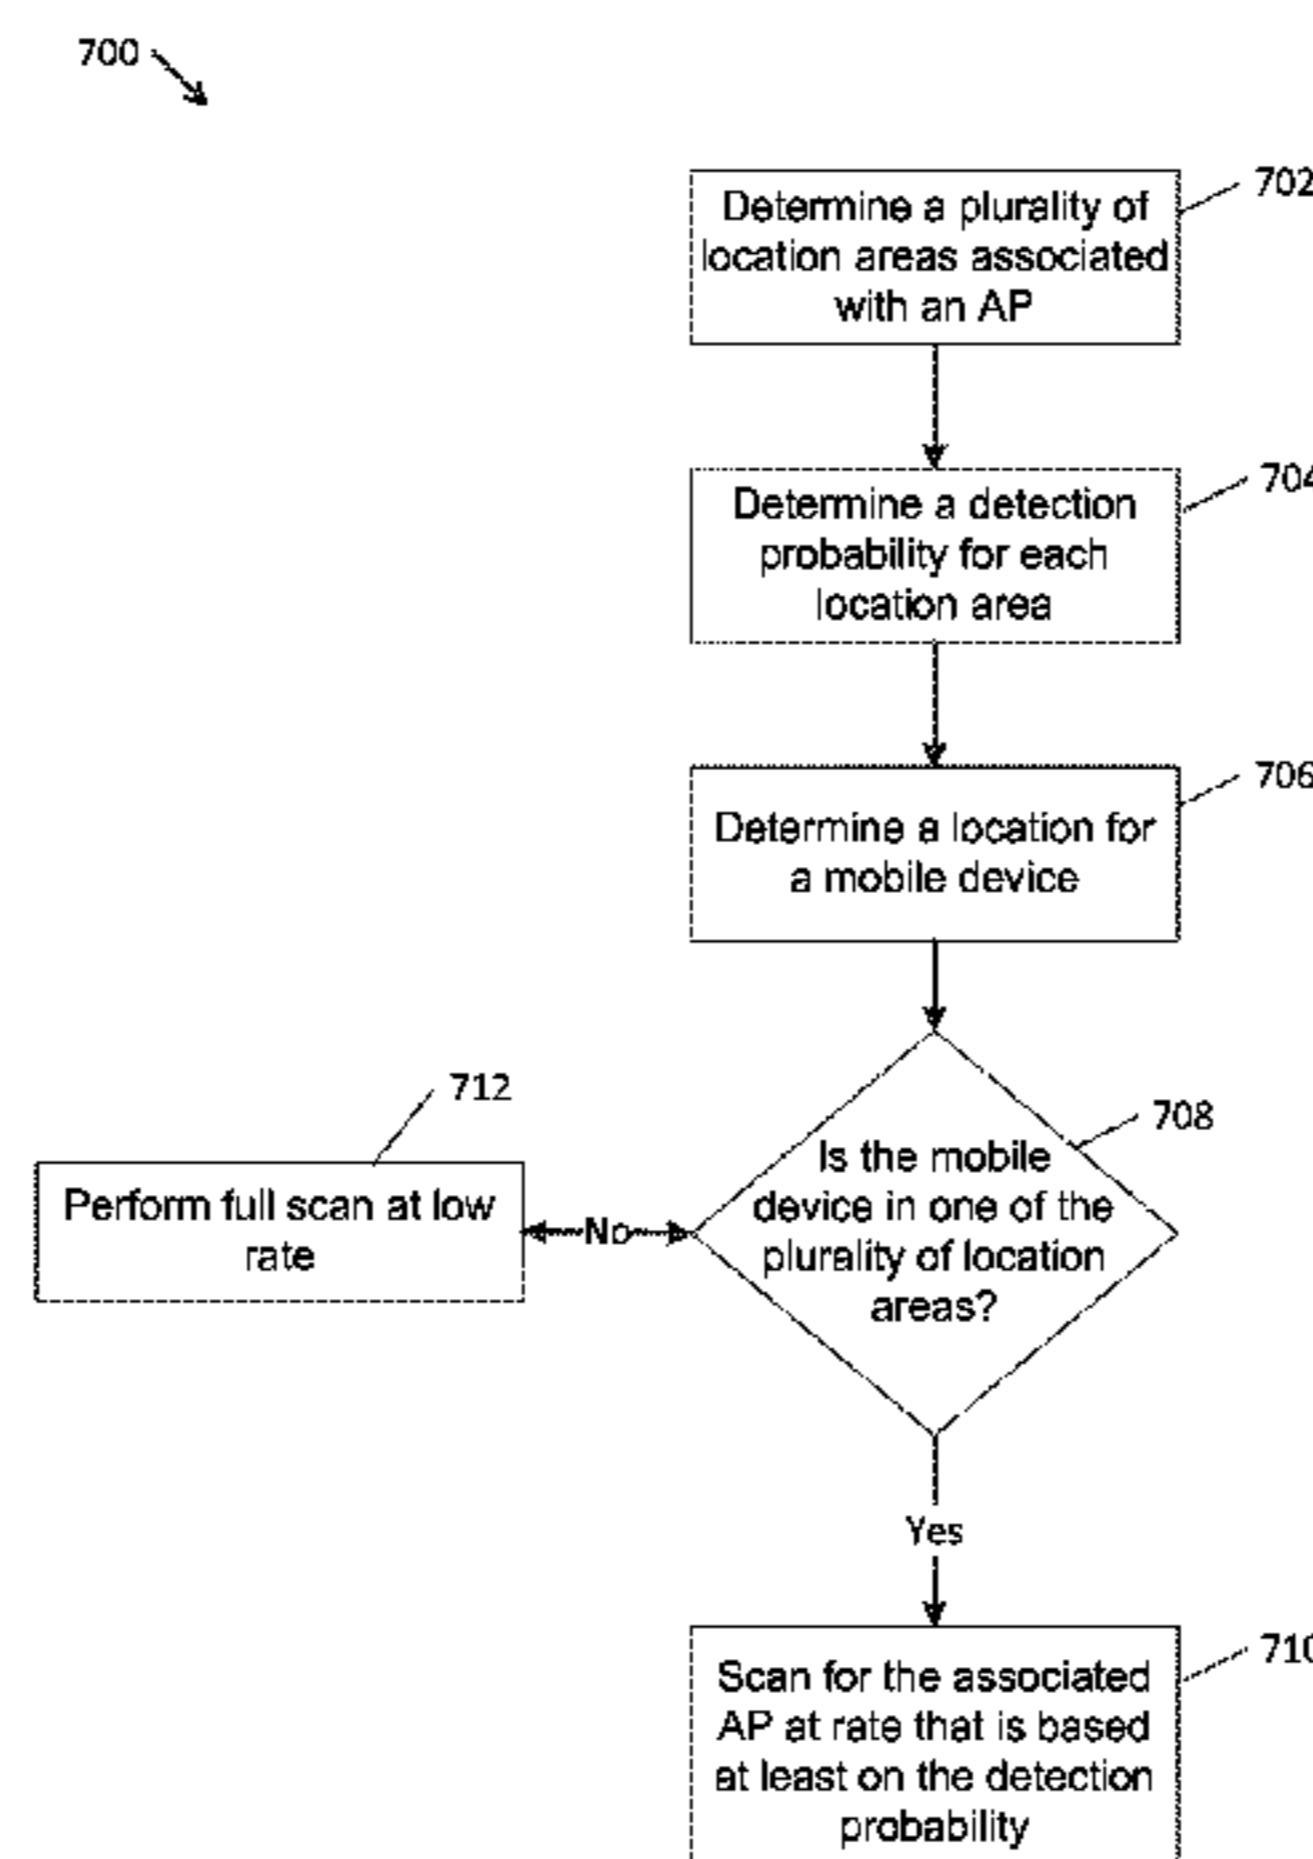 700
702
Determine a plurality of
location areas associated
with an AP
704
Determine a detection
probability for each
location area
706
Determine a location for
a mobile device
712
708
Perform full scan at low
rate
No
Is the mobile
device in one of the
plurality of location
areas?
Yes
710
Scan for the associated
AP at rate that is based
at least on the detection
probability